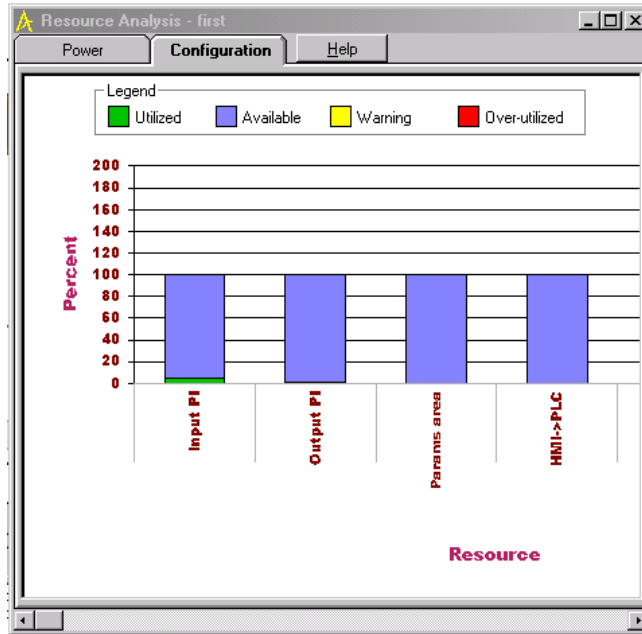 Resource Analysis - first
Power Configuration Help
Legend
Utilized Available Warning Over-utilized
200
180
160
140
120
100
80
60
40
20
0
Percent
Input PI
Output PI
Params area
HMI->PLC
Resource